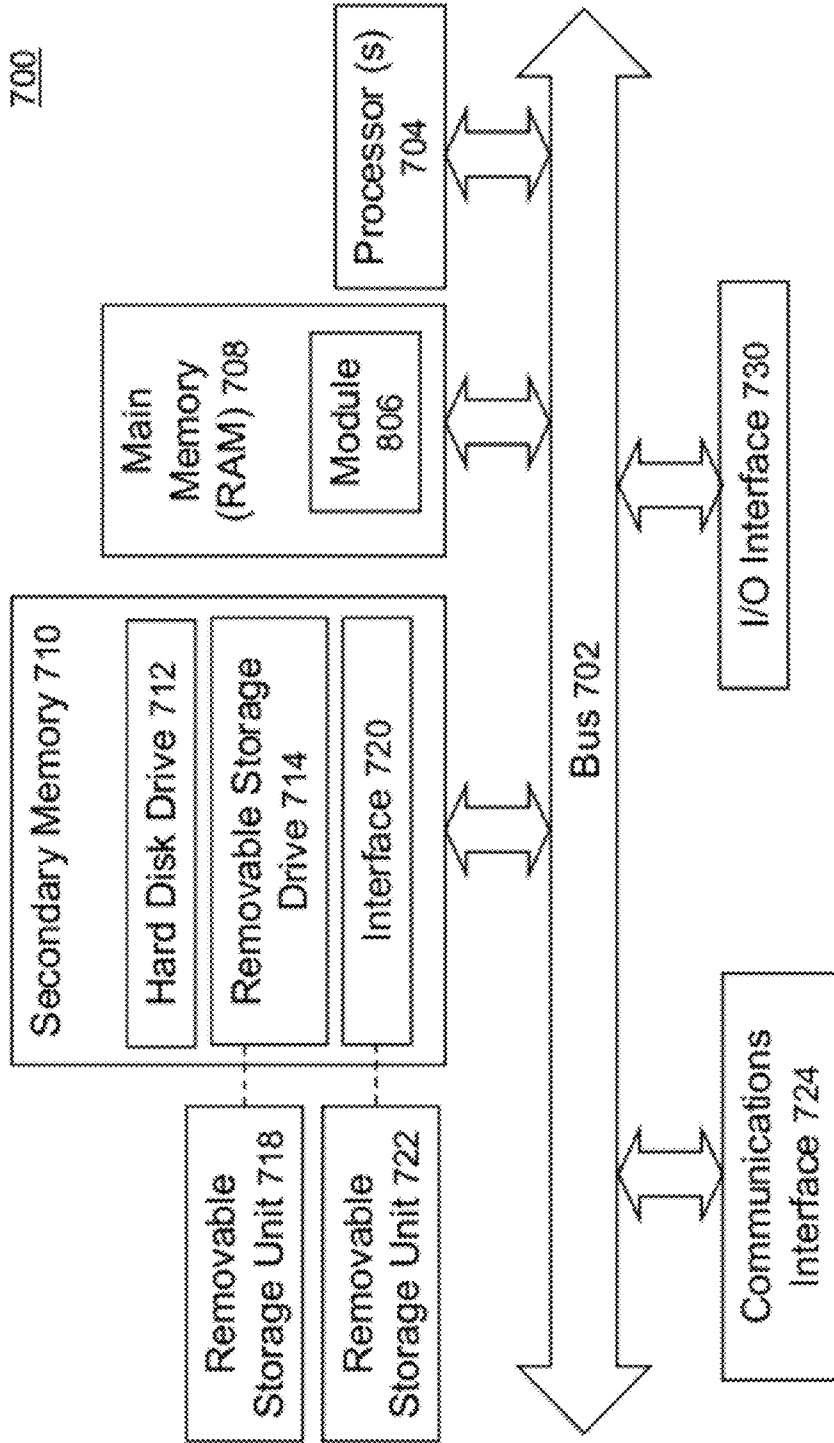 700
Removable
Storage Unit 718
Removable
Storage Unit 722
Secondary Memory 710
Hard Disk Drive 712
Removable Storage
Drive 714
Interface 720
Main
Memory
(RAM) 708
Module
806
Processor (s)
704
Bus 702
Communications
Interface 724
I/O Interface 730